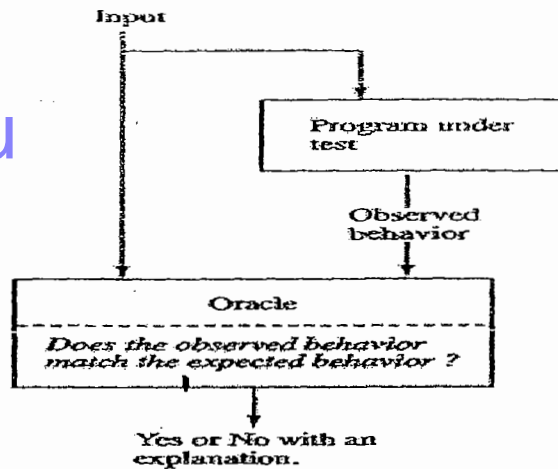 Input
u
Program under
test
Observed
behavior
Oracle
Does the observed behavior
match the expected behavior ?
Yes or No with an
explanation.